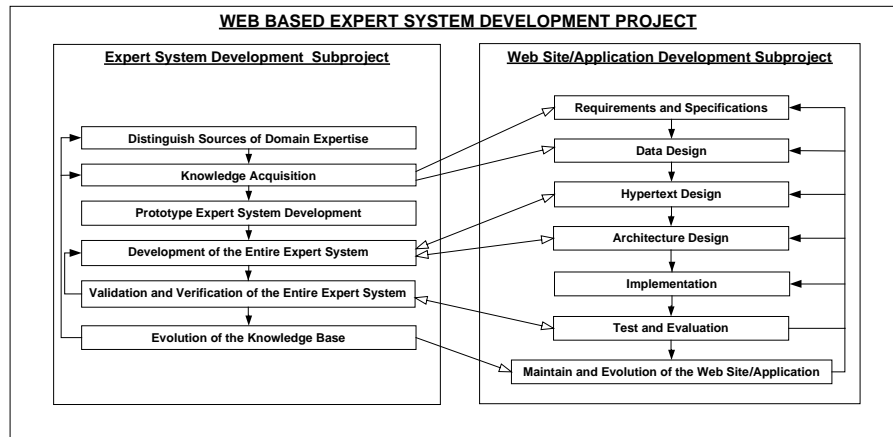 WEB BASED EXPERT SYSTEM DEVELOPMENT PROJECT
Expert System Development Subproject
Distinguish Sources of Domain Expertise
Knowledge Acquisition
Prototype Expert System Development
Development of the Entire Expert System
Validation and Verification of the Entire Expert System
Evolution of the Knowledge Base
Web Site/Application Development Subproject
Requirements and Specifications
Data Design
Hypertext Design
Architecture Design
Implementation
Test and Evaluation
Maintain and Evolution of the Web Site/Application